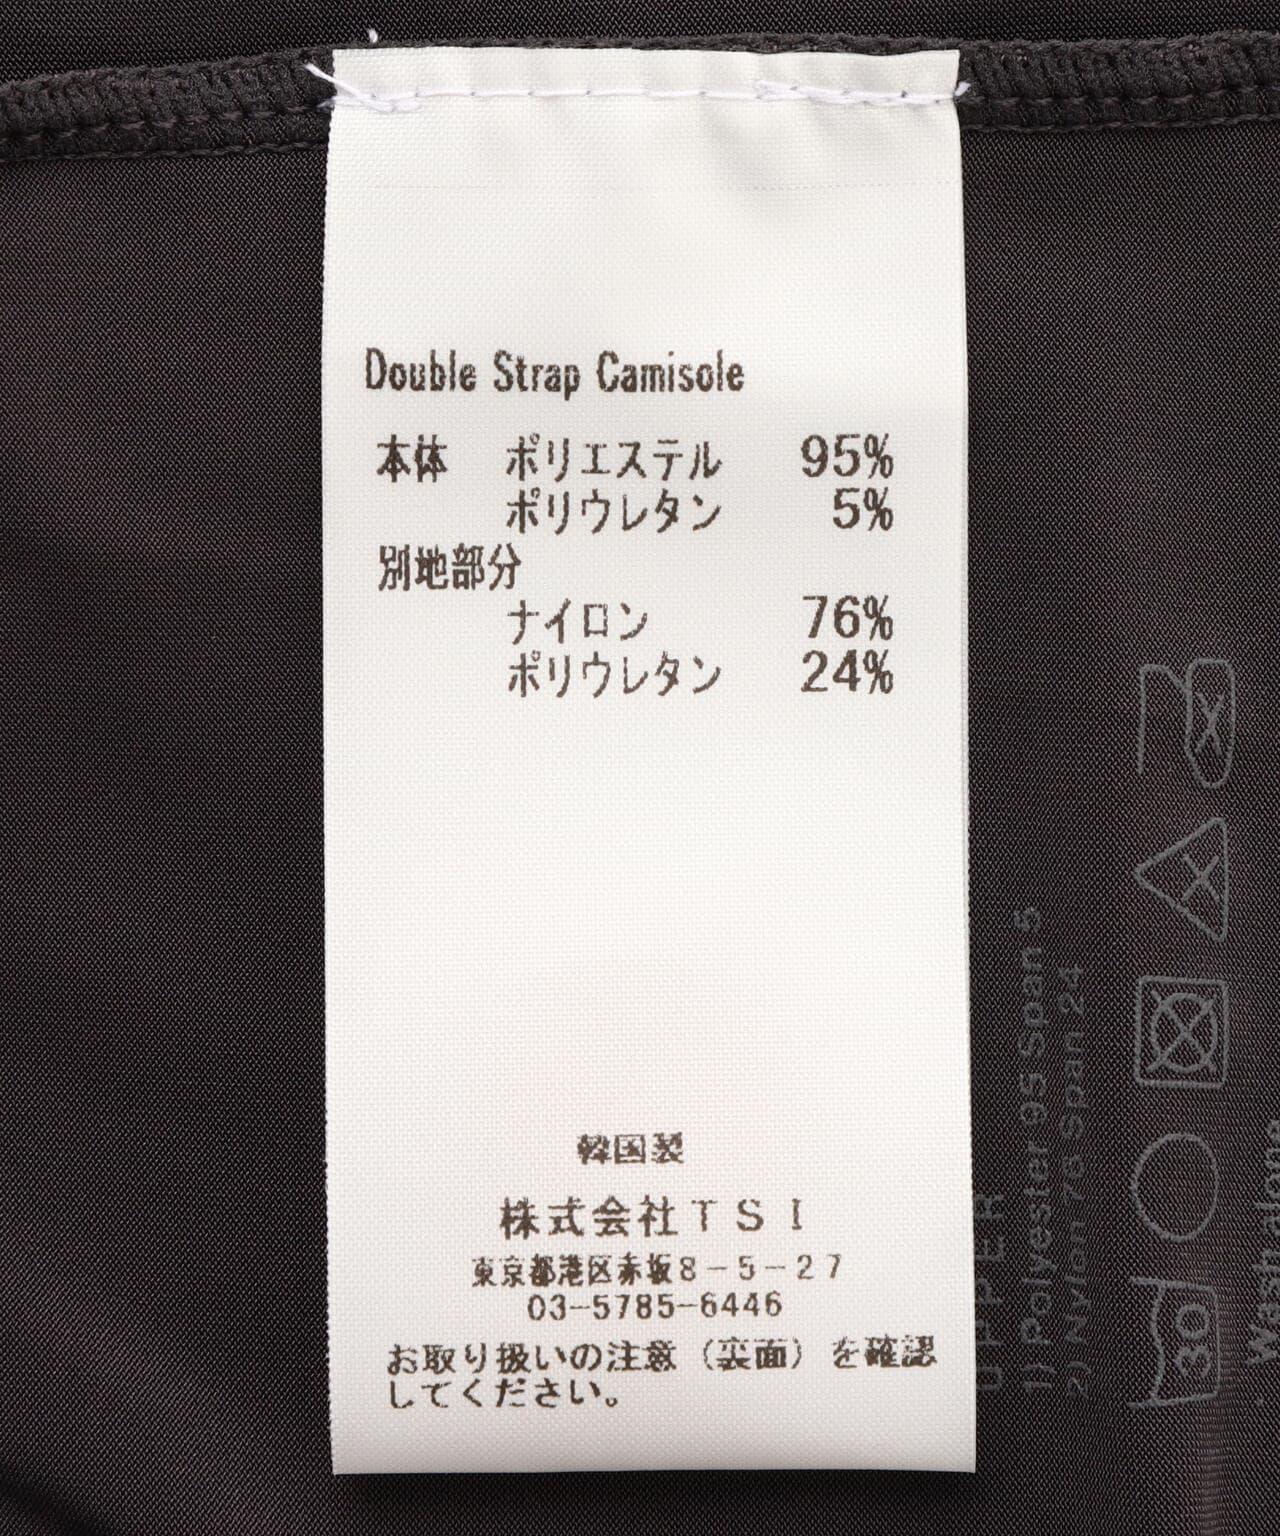 Double Strap Camisole
本体 ポリエステル 95%
ポリウレタン 5%
別地部分
ナイロン 76%
ポリウレタン 24%
韓国製
株式会社TSI
東京都港区赤坂8-5-27
03-5785-6446
お取り扱いの注意（裏面）を確認
してください。
UPPER
1) Polyester 95 Span 5
2) Nylon 76 Span 24
30
Wash alone